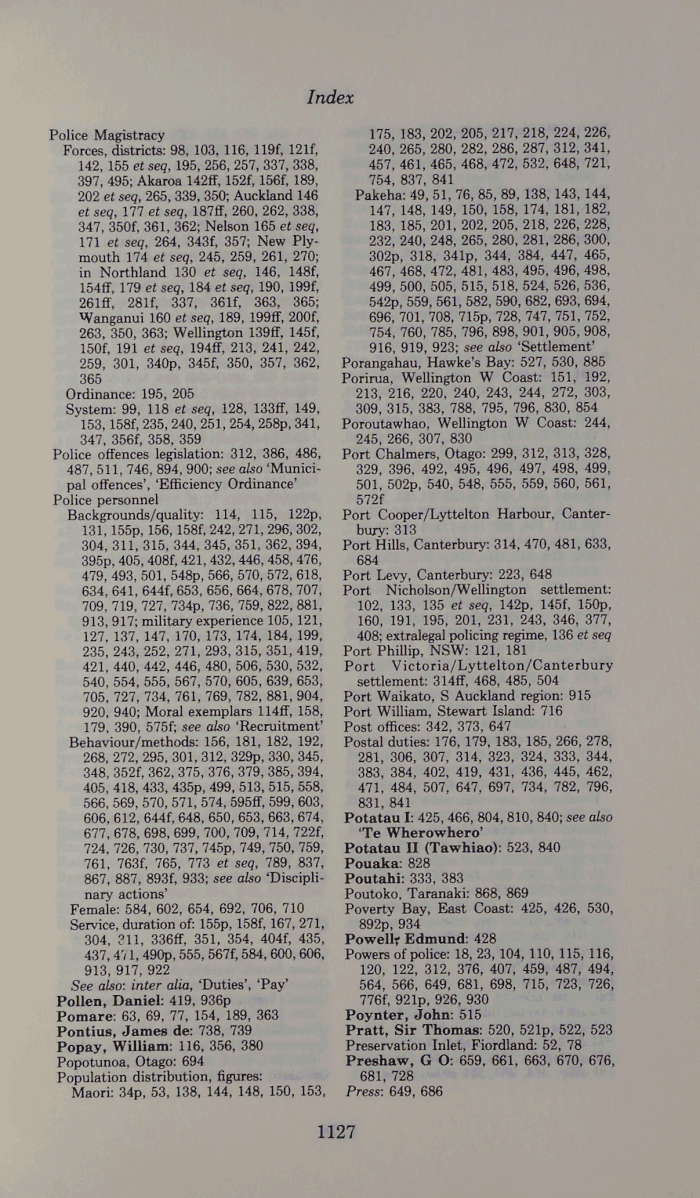 Index
Police Magistracy
Forces, districts: 98, 103, 116, 119f, 121f,
142, 155 et seq, 195, 256, 257, 337, 338,
397, 495; Akaroa 142ff, 152f, 156f, 189,
202 et seq, 265, 339, 350; Auckland 146
et seq, 177 et seq, 187ff, 260, 262, 338,
347, 350f, 361, 362; Nelson 165 et seq,
171 et seq, 264, 343f, 357; New Ply-
mouth 174 et seq, 245, 259, 261, 270;
in Northland 130 et seq, 146, 148f,
154ff, 179 et seq, 184 et seq, 190, 199f,
261ff, 281f, 337, 361f, 363, 365;
Wanganui 160 et seq, 189, 199ff, 200f,
263, 350, 363; Wellington 139ff, 145f,
150f, 191 et seq, 194ff, 213, 241, 242,
259, 301, 340p, 345f, 350, 357, 362,
365
Ordinance: 195, 205
System: 99, 118 et seq, 128, 133ff, 149,
153, 158f, 235, 240, 251, 254, 258p, 341,
347, 356f, 358, 359
Police offences legislation: 312, 386, 486,
487, 511, 746, 894, 900; see also 'Munici-
pal offences', 'Efficiency Ordinance'
Police personnel
Backgrounds/quality: 114, 115, 122p,
131, 155p, 156, 158f, 242, 271, 296, 302,
304, 311, 315, 344, 345, 351, 362, 394,
395p, 405, 408f, 421, 432, 446, 458, 476,
479, 493, 501, 548p, 566, 570, 572, 618,
634, 641, 644f, 653, 656, 664, 678, 707,
709, 719, 727, 734p, 736, 759, 822, 881,
913, 917; military experience 105, 121,
127, 137, 147, 170, 173, 174, 184, 199,
235, 243, 252, 271, 293, 315, 351, 419,
421, 440, 442, 446, 480, 506, 530, 532,
540, 554, 555, 567, 570, 605, 639, 653,
705, 727, 734, 761, 769, 782, 881, 904,
920, 940; Moral exemplars 114ff, 158,
179, 390, 575f; see also 'Recruitment'
Behaviour/methods: 156, 181, 182, 192,
268, 272, 295, 301, 312, 329p, 330, 345,
348, 352f, 362, 375, 376, 379, 385, 394,
405, 418, 433, 435p, 499, 513, 515, 558,
566, 569, 570, 571, 574, 595ff, 599, 603,
606, 612, 644f, 648, 650, 653, 663, 674,
677, 678, 698, 699, 700, 709, 714, 722f,
724, 726, 730, 737, 745p, 749, 750, 759,
761, 763f, 765, 773 et seq, 789, 837,
867, 887, 893f, 933; see also 'Discipli-
nary actions'
Female: 584, 602, 654, 692, 706, 710
Service, duration of: 155p, 158f, 167, 271,
304, 311, 336ff, 351, 354, 404f, 435,
437, 471, 490p, 555, 567f, 584, 600, 606,
913, 917, 922
See also: inter alia, 'Duties', 'Pay'
Pollen, Daniel: 419, 936p
Pomare: 63, 69, 77, 154, 189, 363
Pontius, James de: 738, 739
Popay, William: 116, 356, 380
Popotunoa, Otago: 694
Population distribution, figures:
Maori: 34p, 53, 138, 144, 148, 150, 153,
175, 183, 202, 205, 217, 218, 224, 226,
240, 265, 280, 282, 286, 287, 312, 341,
457, 461, 465, 468, 472, 532, 648, 721,
754, 837, 841
Pakeha: 49, 51, 76, 85, 89, 138, 143, 144,
147, 148, 149, 150, 158, 174, 181, 182,
183, 185, 201, 202, 205, 218, 226, 228,
232, 240, 248, 265, 280, 281, 286, 300,
302p, 318, 341p, 344, 384, 447, 465,
467, 468, 472, 481, 483, 495, 496, 498,
499, 500, 505, 515, 518, 524, 526, 536,
542p, 559, 561, 582, 590, 682, 693, 694,
696, 701, 708, 715p, 728, 747, 751, 752,
754, 760, 785, 796, 898, 901, 905, 908,
916, 919, 923; see also 'Settlement'
Porangahau, Hawke's Bay: 527, 530, 885
Porirua, Wellington W Coast: 151, 192,
213, 216, 220, 240, 243, 244, 272, 303,
309, 315, 383, 788, 795, 796, 830, 854
Poroutawhao, Wellington W Coast: 244,
245, 266, 307, 830
Port Chalmers, Otago: 299, 312, 313, 328,
329, 396, 492, 495, 496, 497, 498, 499,
501, 502p, 540, 548, 555, 559, 560, 561,
572f
Port Cooper/Lyttelton Harbour, Canter-
bury: 313
Port Hills, Canterbury: 314, 470, 481, 633,
684
Port Levy, Canterbury: 223, 648
Port Nicholson/Wellington settlement:
102, 133, 135 et seq, 142p, 145f, 150p,
160, 191, 195, 201, 231, 243, 346, 377,
408; extralegal policing regime, 136 et seq
Port Phillip, NSW: 121, 181
Port Victoria/Lyttelton/Canterbury
settlement: 314ff, 468, 485, 504
Port Waikato, S Auckland region: 915
Port William, Stewart Island: 716
Post offices: 342, 373, 647
Postal duties: 176, 179, 183, 185, 266, 278,
281, 306, 307, 314, 323, 324, 333, 344,
383, 384, 402, 419, 431, 436, 445, 462,
471, 484, 507, 647, 697, 734, 782, 796,
831, 841
Potatau I: 425, 466, 804, 810, 840; see also
'Te Wherowhero'
Potatau II (Tawhiao): 523, 840
Pouaka: 828
Poutahi: 333, 383
Poutoko, Taranaki: 868, 869
Poverty Bay, East Coast: 425, 426, 530,
892p, 934
Powell, Edmund: 428
Powers of police: 18, 23, 104, 110, 115, 116,
120, 122, 312, 376, 407, 459, 487, 494,
564, 566, 649, 681, 698, 715, 723, 726,
776f, 921p, 926, 930
Poynter, John: 515
Pratt, Sir Thomas: 520, 521p, 522, 523
Preservation Inlet, Fiordland: 52, 78
Preshaw, G O: 659, 661, 663, 670, 676,
681, 728
Press: 649, 686
1127